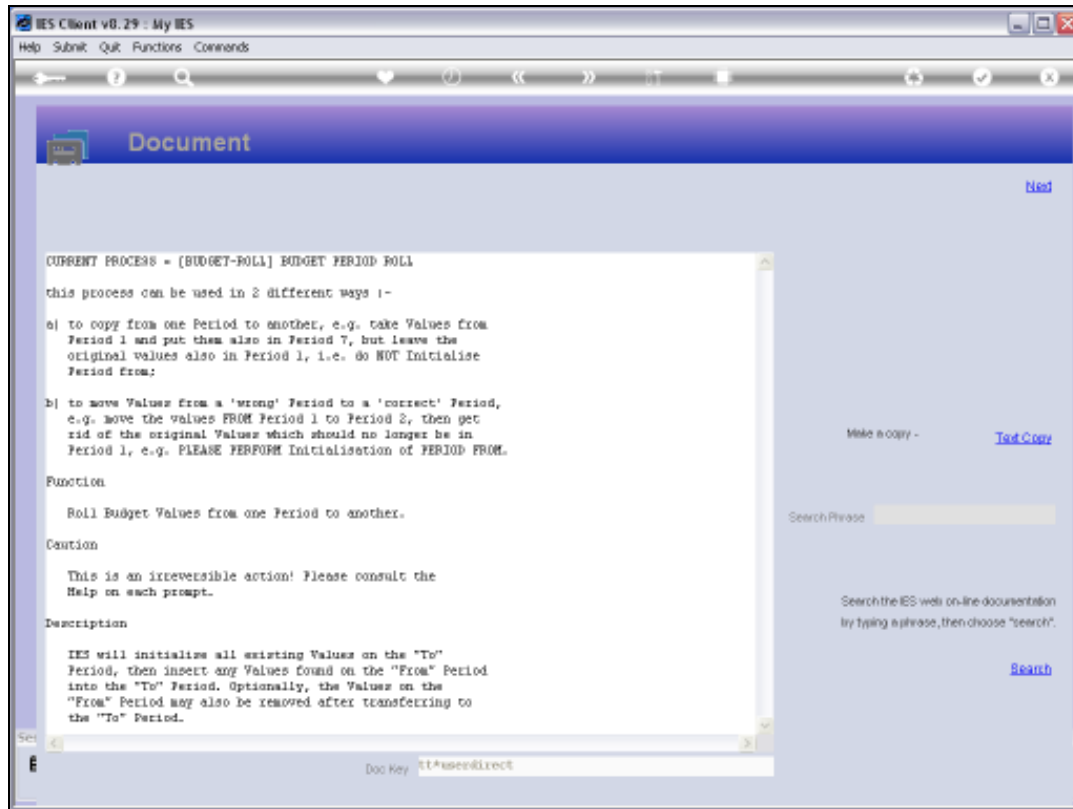 IES Client v8.29 : My IES
Help Submit Quit Functions Commands
Document
Next
CURRENT PROCESS = [BUDGET-ROLL] BUDGET PERIOD ROLL
this process can be used in 2 different ways :-
a) to copy from one Period to another, e.g. take Values from
Period 1 and put them also in Period 7, but leave the
original values also in Period 1, i.e. do NOT Initialise
Period from;
b) to move Values from a 'wrong' Period to a 'correct' Period,
e.g. move the values FROM Period 1 to Period 2, then get
rid of the original Values which should no longer be in
Period 1, e.g. PLEASE PERFORM Initialisation of PERIOD FROM.
Function
Roll Budget Values from one Period to another.
Caution
This is an irreversible action! Please consult the
Help on each prompt.
Description
IES will initialize all existing Values on the "To"
Period, then insert any Values found on the "From" Period
into the "To" Period. Optionally, the Values on the
"From" Period may also be removed after transferring to
the "To" Period.
Make a copy -
Text Copy
Search Phrase
Search the IES web on-line documentation
by typing a phrase, then choose "search".
Search
Doc Key tt*userdirect